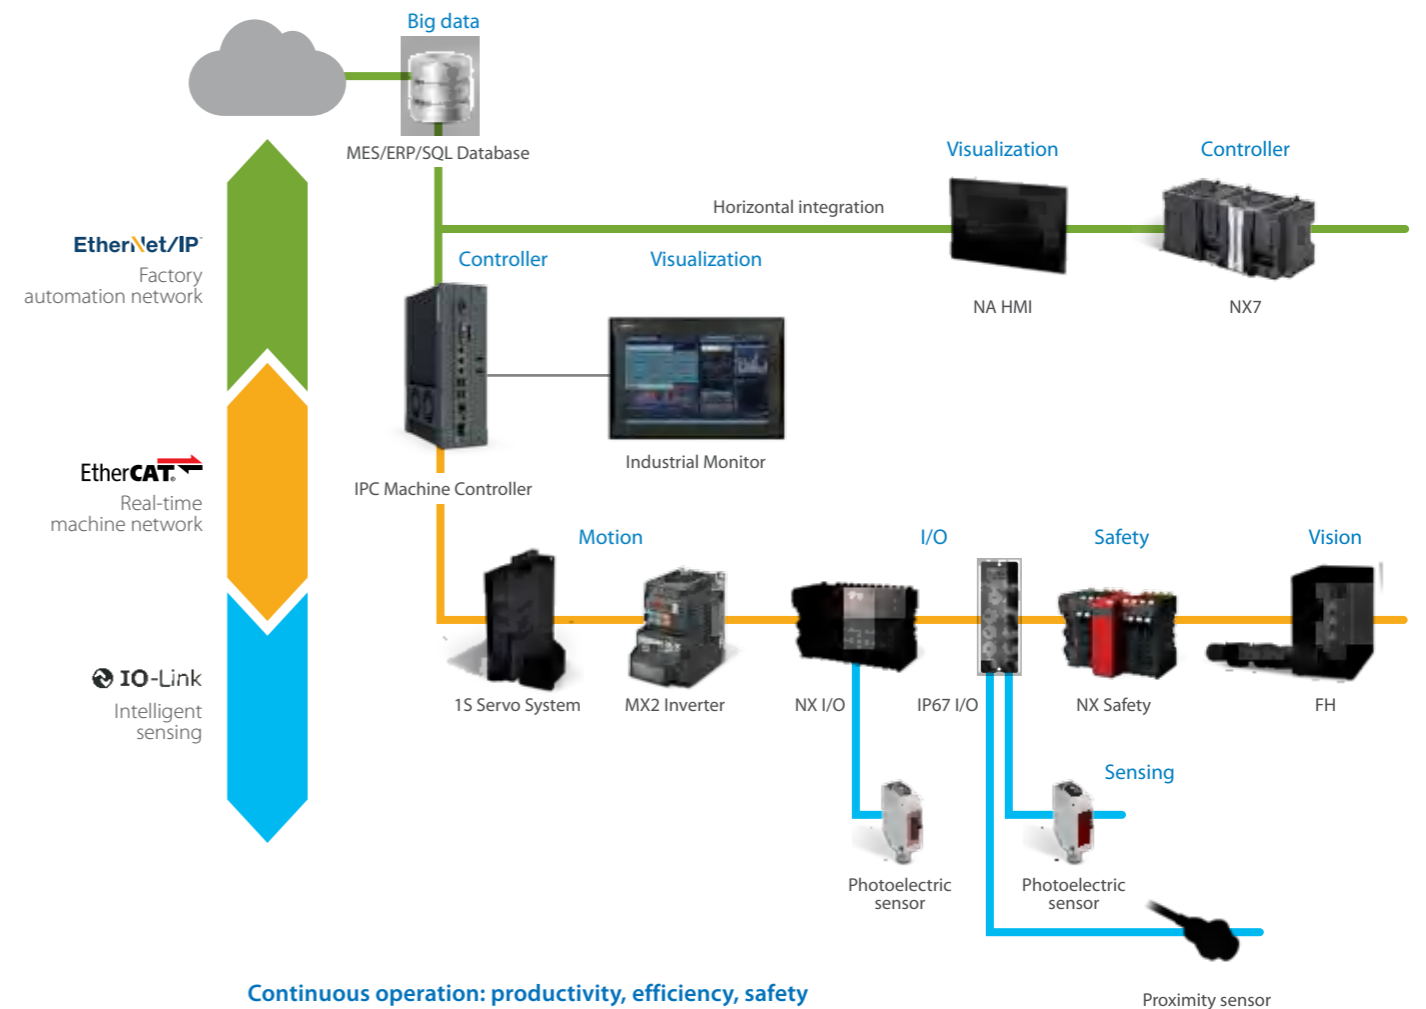 Big data
MES/ERP/SQL Database
Visualization
Controller
Horizontal integration
EtherNet/IP™
Factory
automation network
Controller
Visualization
NA HMI
NX7
Industrial Monitor
EtherCAT®
Real-time
machine network
IPC Machine Controller
Motion
I/O
Safety
Vision
IO-Link
Intelligent
sensing
1S Servo System
MX2 Inverter
NX I/O
IP67 I/O
NX Safety
FH
Sensing
Photoelectric
sensor
Photoelectric
sensor
Continuous operation: productivity, efficiency, safety
Proximity sensor